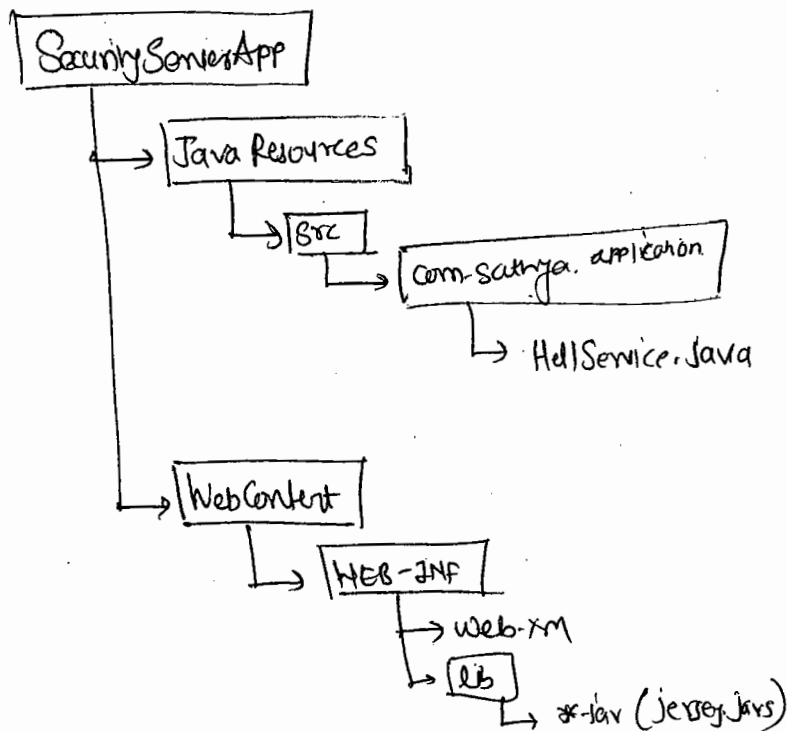 SecurityServerApp
Java Resources
src
com.sathya.application
HellService.java
WebContent
WEB-INF
web.xm
lib
*.jar (jersey.jars)